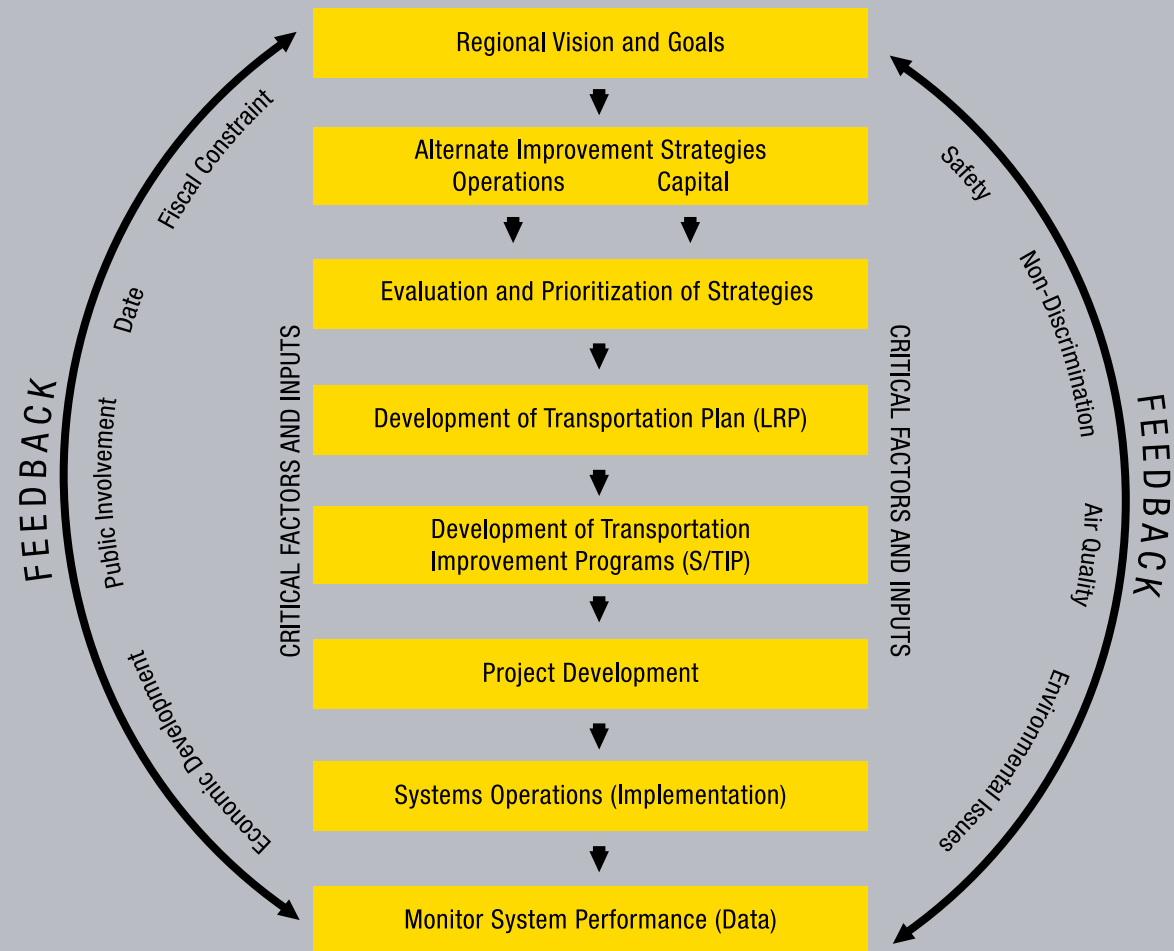 Regional Vision and Goals
Alternate Improvement Strategies
Operations Capital
Evaluation and Prioritization of Strategies
Development of Transportation Plan (LRP)
Development of Transportation
Improvement Programs (S/TIP)
Project Development
Systems Operations (Implementation)
Monitor System Performance (Data)
FEEDBACK
Fiscal Constraint
Date
Public Involvement
Economic Development
CRITICAL FACTORS AND INPUTS
CRITICAL FACTORS AND INPUTS
Safety
Non-Discrimination
Air Quality
Environmental Issues
FEEDBACK